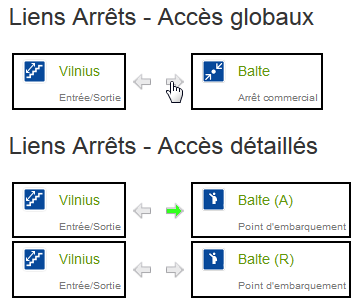 Liens Arrêts - Accès globaux
Vilnius Balte
Entrée/Sortie Arrêt commercial
Liens Arrêts - Accès détaillés
Vilnius Balte (A)
Entrée/Sortie Point d'embarquement
Vilnius Balte (R)
Entrée/Sortie Point d'embarquement